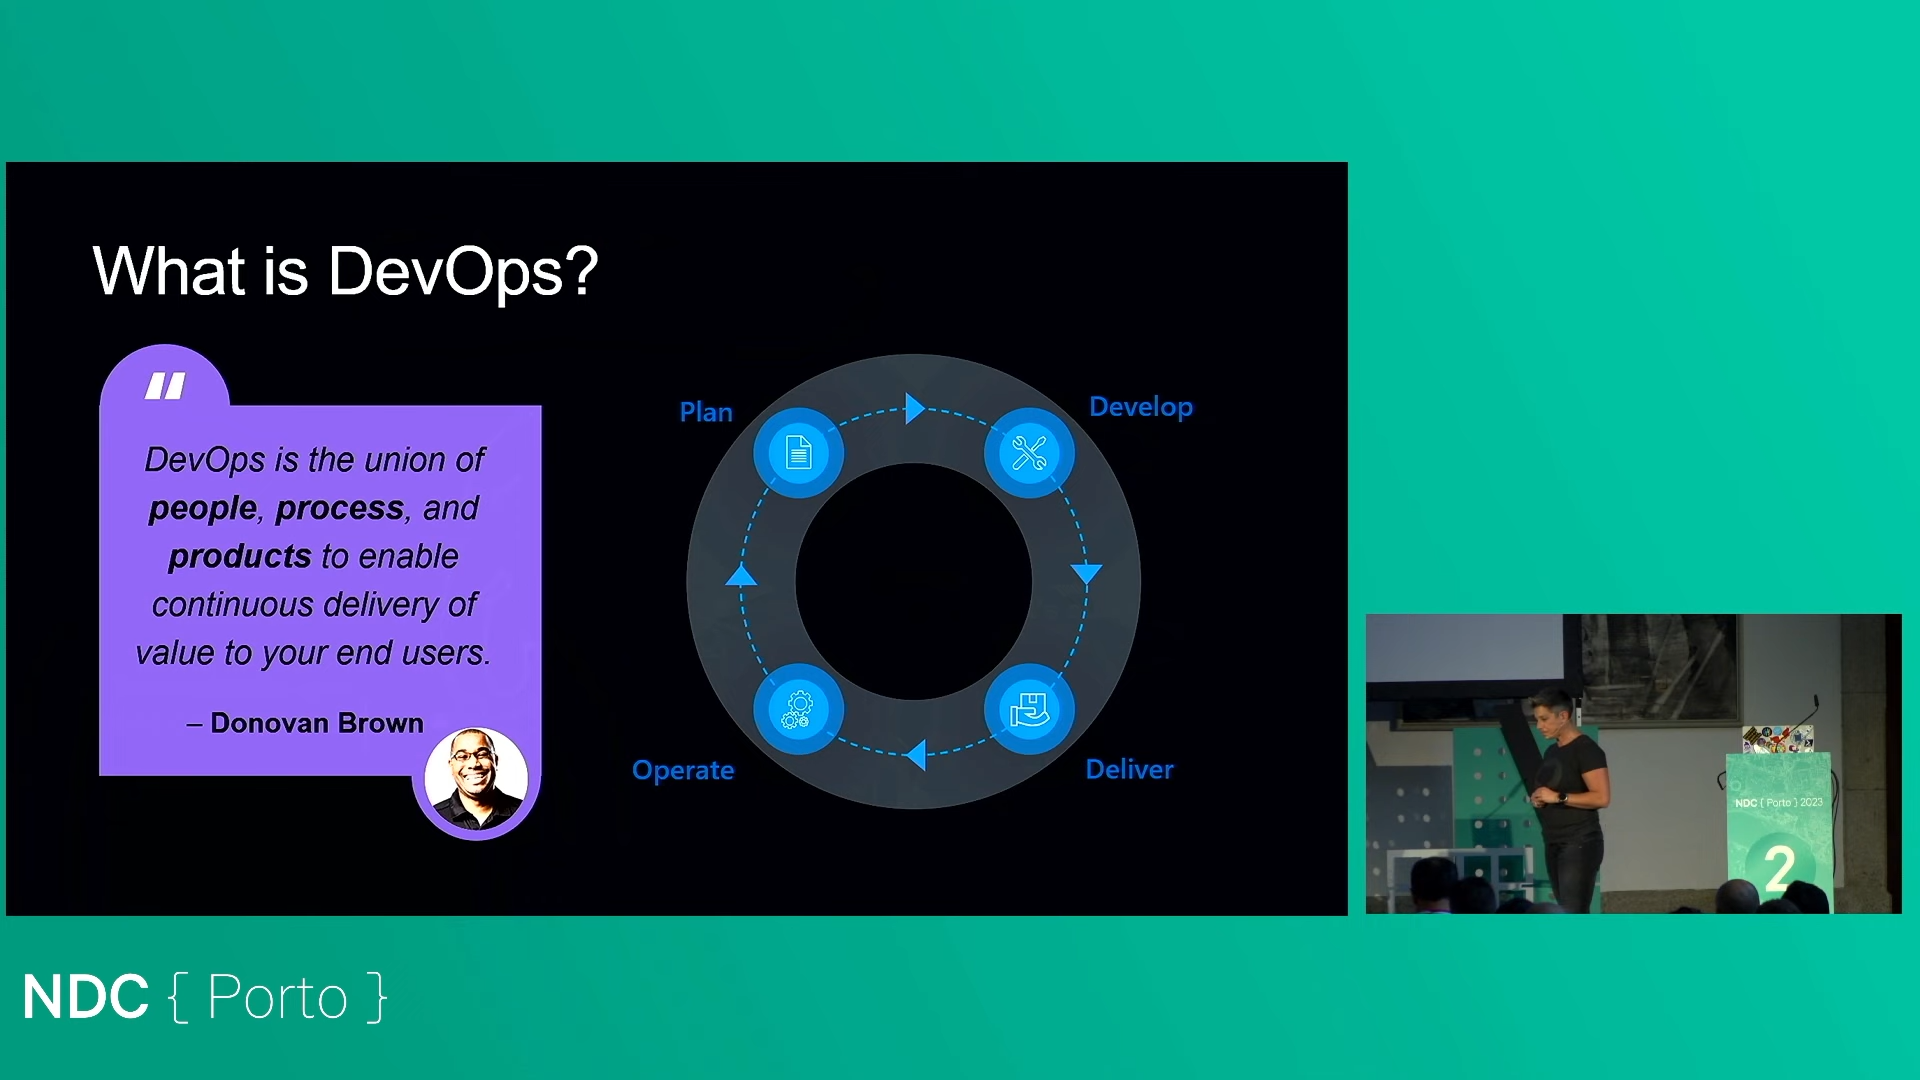 What is DevOps?
"
DevOps is the union of
people, process, and
products to enable
continuous delivery of
value to your end users.
– Donovan Brown
Plan
Develop
Operate
Deliver
NDC { Porto } 2023
2
NDC { Porto }